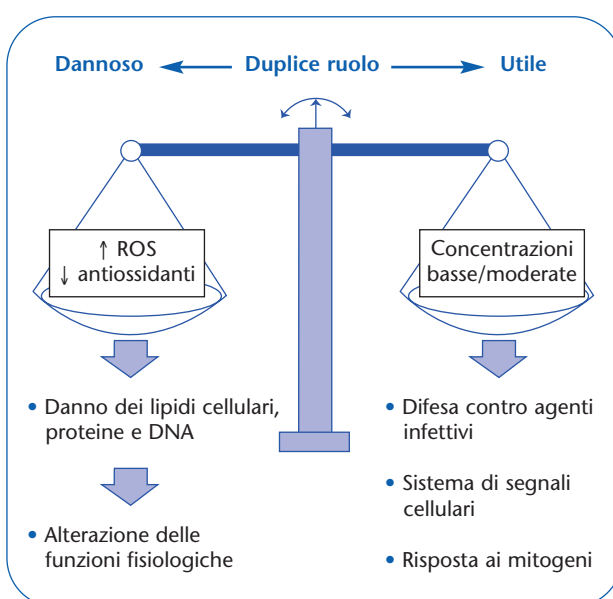 Dannoso
Duplice ruolo
Utile
↑ ROS
↓ antiossidanti
Concentrazioni
basse/moderate
• Danno dei lipidi cellulari,
proteine e DNA
• Alterazione delle
funzioni fisiologiche
• Difesa contro agenti
infettivi
• Sistema di segnali
cellulari
• Risposta ai mitogeni